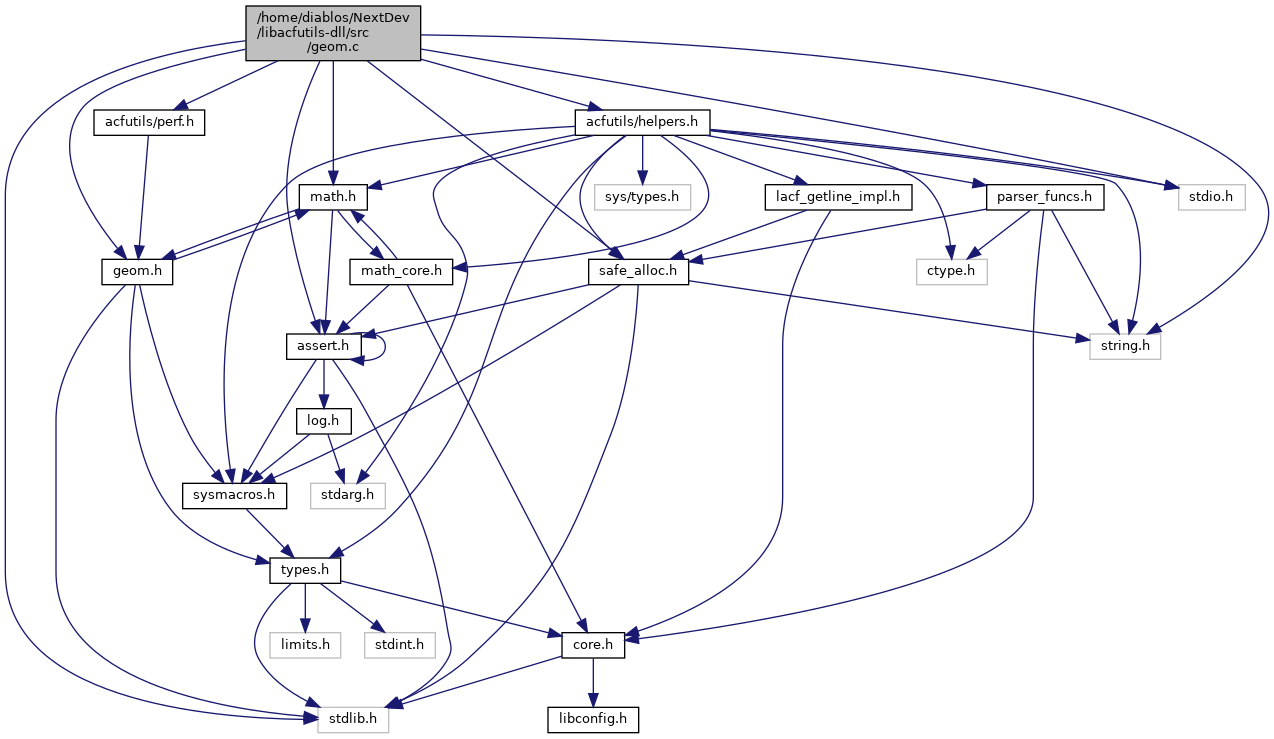 /home/diablos/NextDev
/libacfutils-dll/src
/geom.c
acfutils/perf.h
acfutils/helpers.h
math.h
sys/types.h
lacf_getline_impl.h
parser_funcs.h
stdio.h
geom.h
math_core.h
safe_alloc.h
ctype.h
assert.h
string.h
log.h
sysmacros.h
stdarg.h
types.h
limits.h
stdint.h
core.h
stdlib.h
libconfig.h